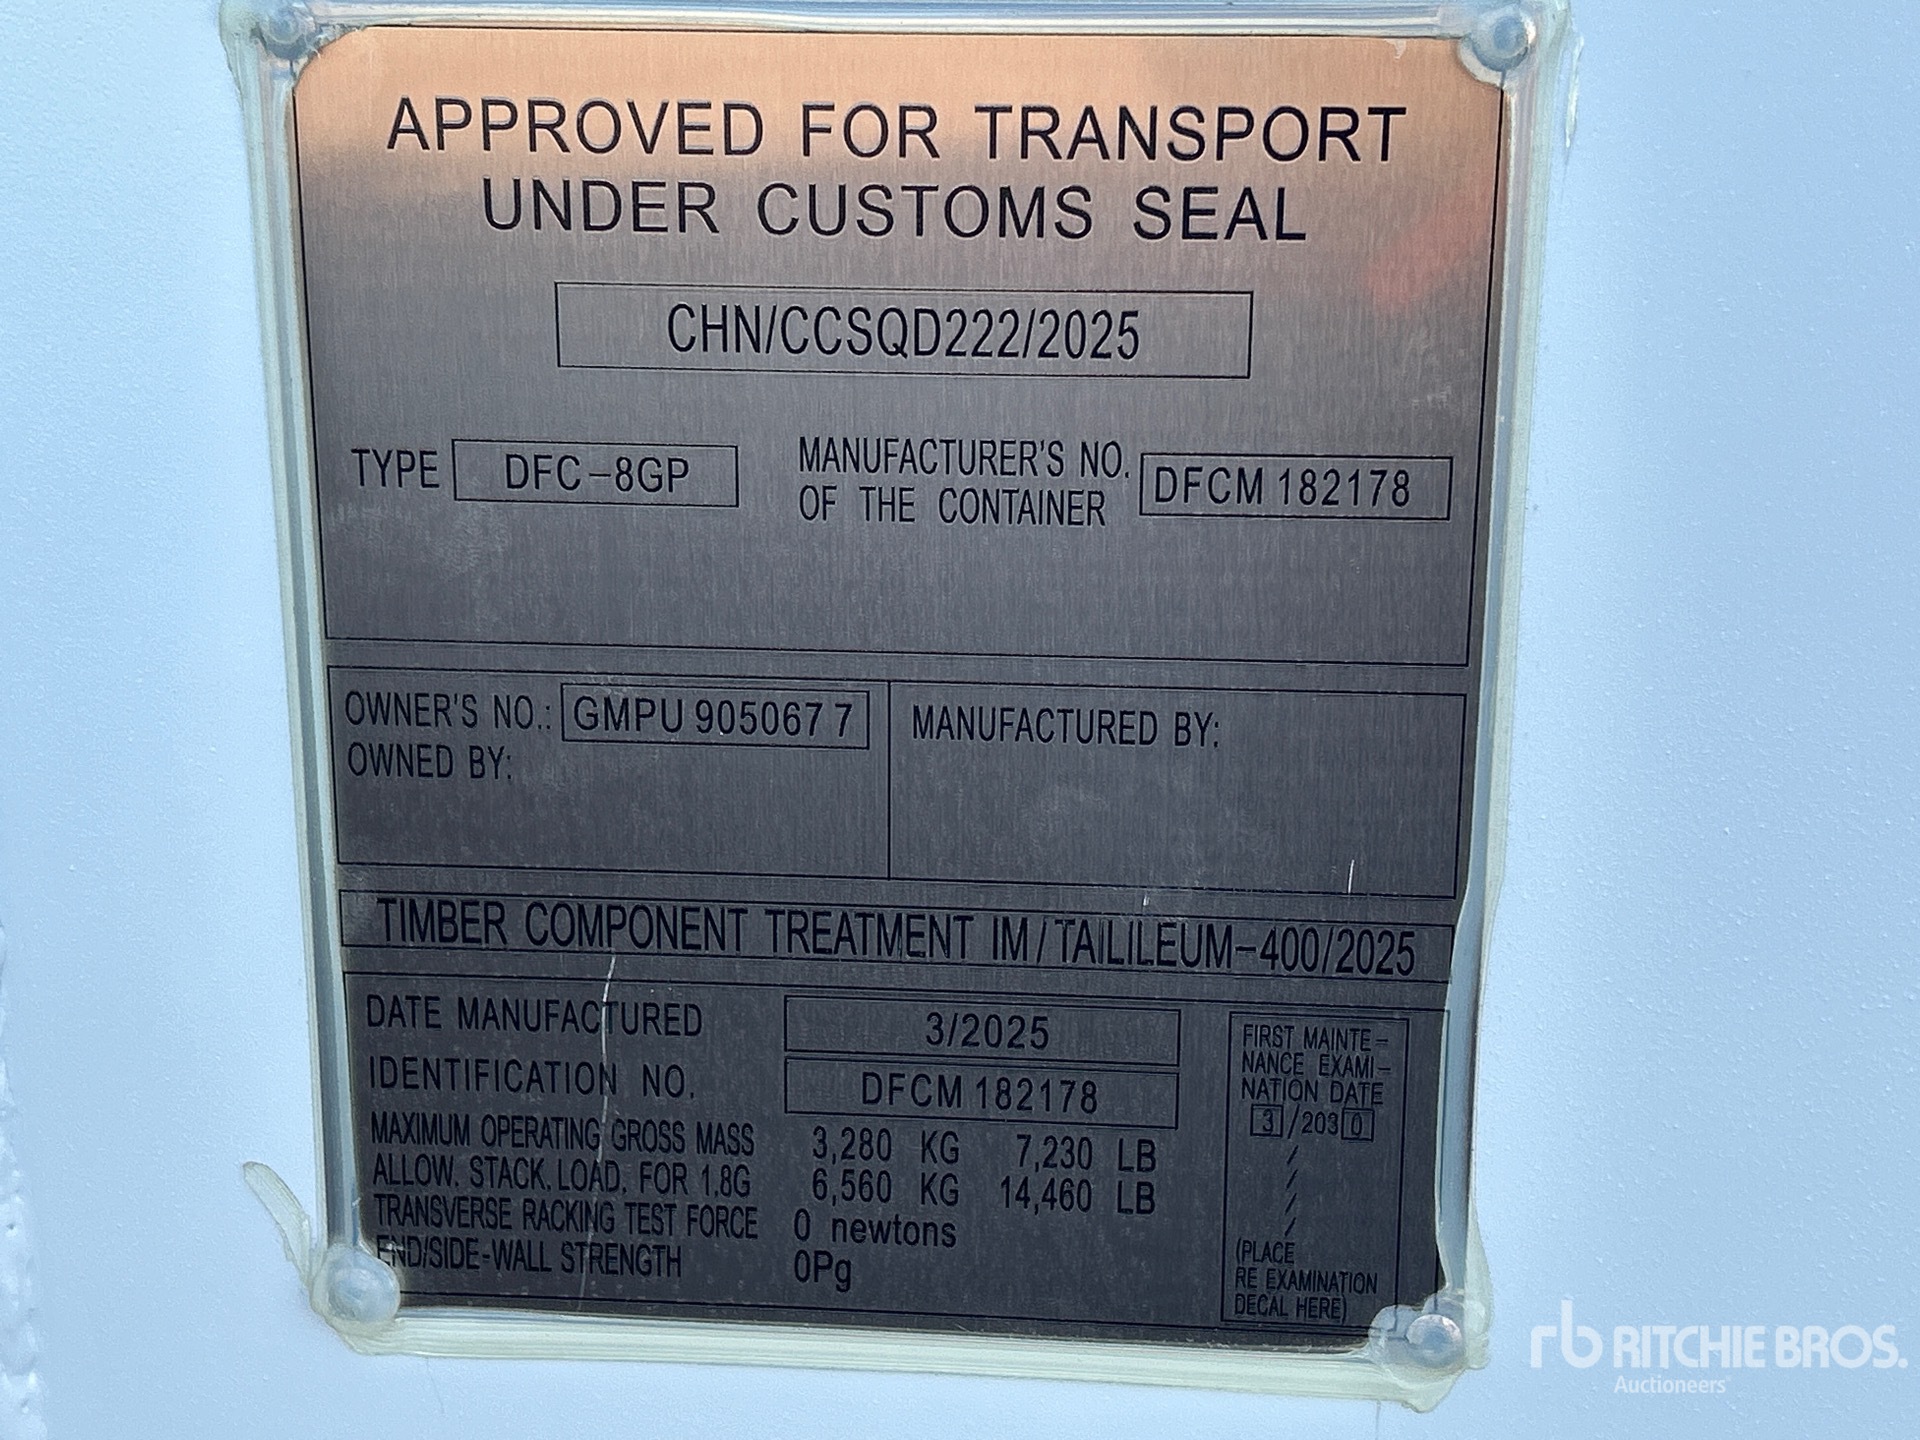 APPROVED FOR TRANSPORT
UNDER CUSTOMS SEAL
CHN/CCSQD222/2025
TYPE DFC-8GP
MANUFACTURER'S NO.
OF THE CONTAINER
DFCM 182178
OWNER'S NO.: GMPU 905067 7
OWNED BY:
MANUFACTURED BY:
TIMBER COMPONENT TREATMENT IM/TAILILEUM-400/2025
DATE MANUFACTURED 3/2025
IDENTIFICATION NO. DFCM 182178
MAXIMUM OPERATING GROSS MASS 3,280 KG 7,230 LB
ALLOW. STACK, LOAD, FOR 1,8G 6,560 KG 14,460 LB
TRANSVERSE RACKING TEST FORCE 0 newtons
END/SIDE-WALL STRENGTH 0Pg
FIRST MAINTE-
NANCE EXAMI-
NATION DATE
3/2030
/
/
/
/
(PLACE
RE EXAMINATION
DECAL HERE)
rb RITCHIE BROS.
Auctioneers